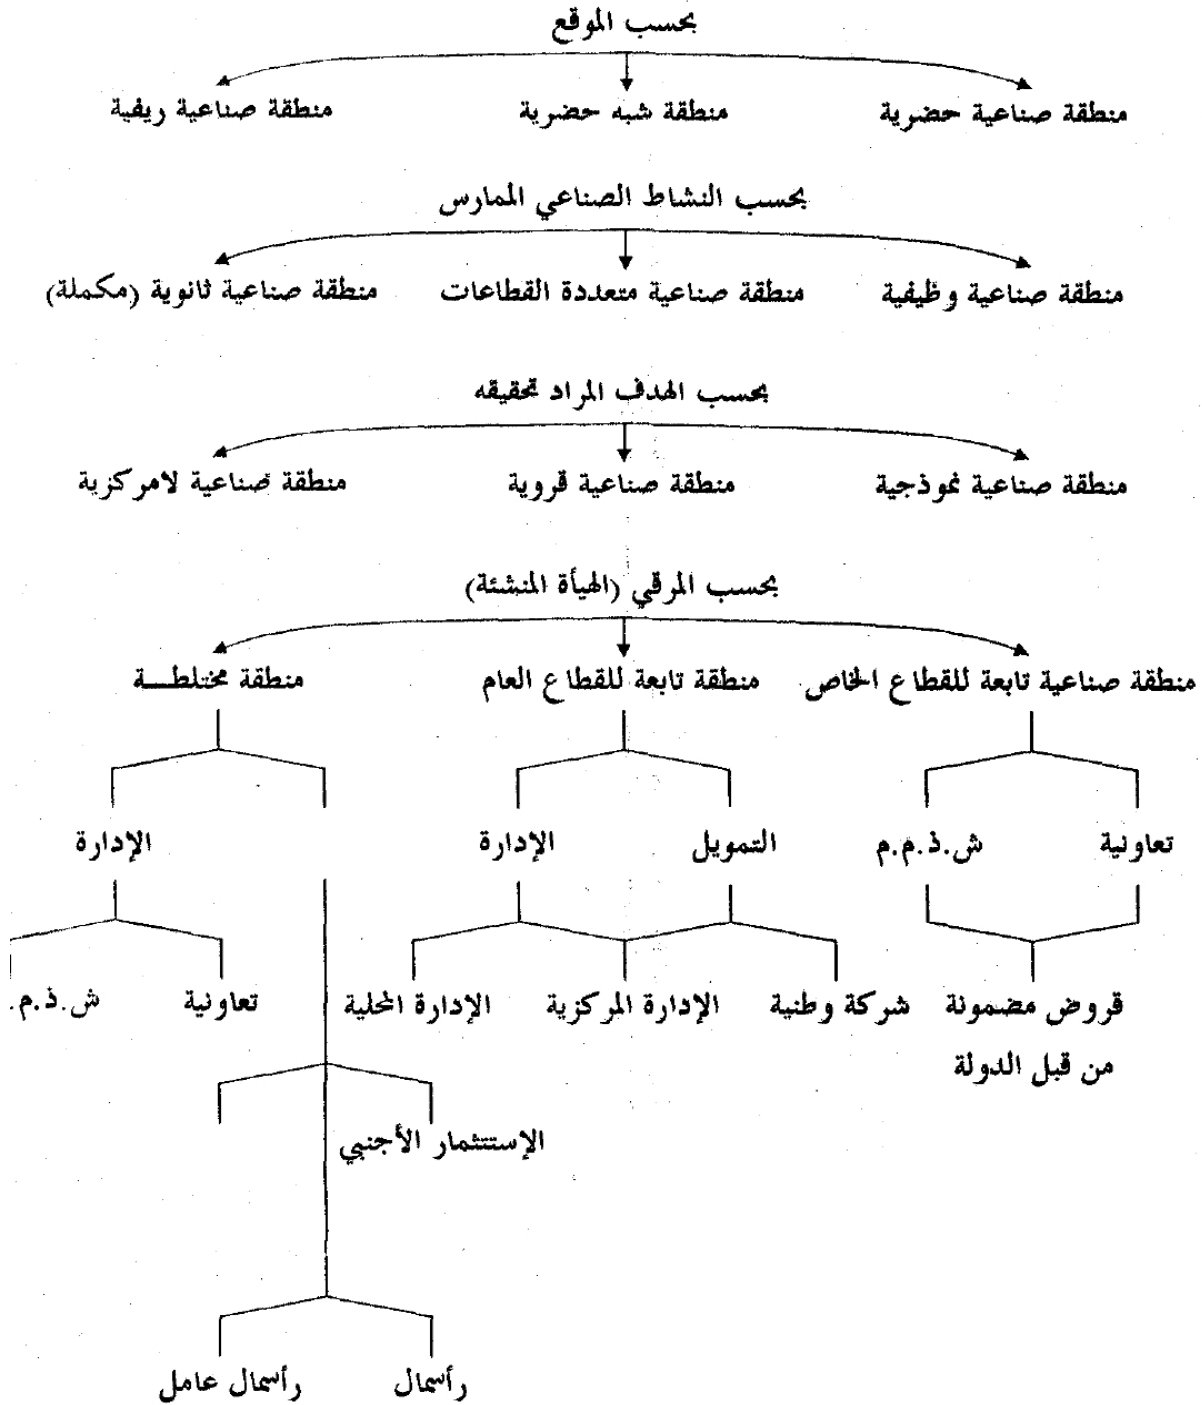 بحسب الموقع
منطقة صناعية حضرية منطقة شبه حضرية منطقة صناعية ريفية
بحسب النشاط الصناعي الممارس
منطقة صناعية وظيفية منطقة صناعية متعددة القطاعات منطقة صناعية ثانوية (مكملة)
بحسب الهدف المراد تحقيقه
منطقة صناعية نموذجية منطقة صناعية قروية منطقة صناعية لامركزية
بحسب المرقي (الهيأة المنشئة)
منطقة صناعية تابعة للقطاع الخاص منطقة تابعة للقطاع العام منطقة مختلطـــة
تعاونية ش.ذ.م.م التمويل الإدارة الإدارة
قروض مضمونة شركة وطنية الإدارة المركزية الإدارة المحلية تعاونية ش.ذ.م.
من قبل الدولة
الإستثمار الأجنبي
رأسمال رأسمال عامل